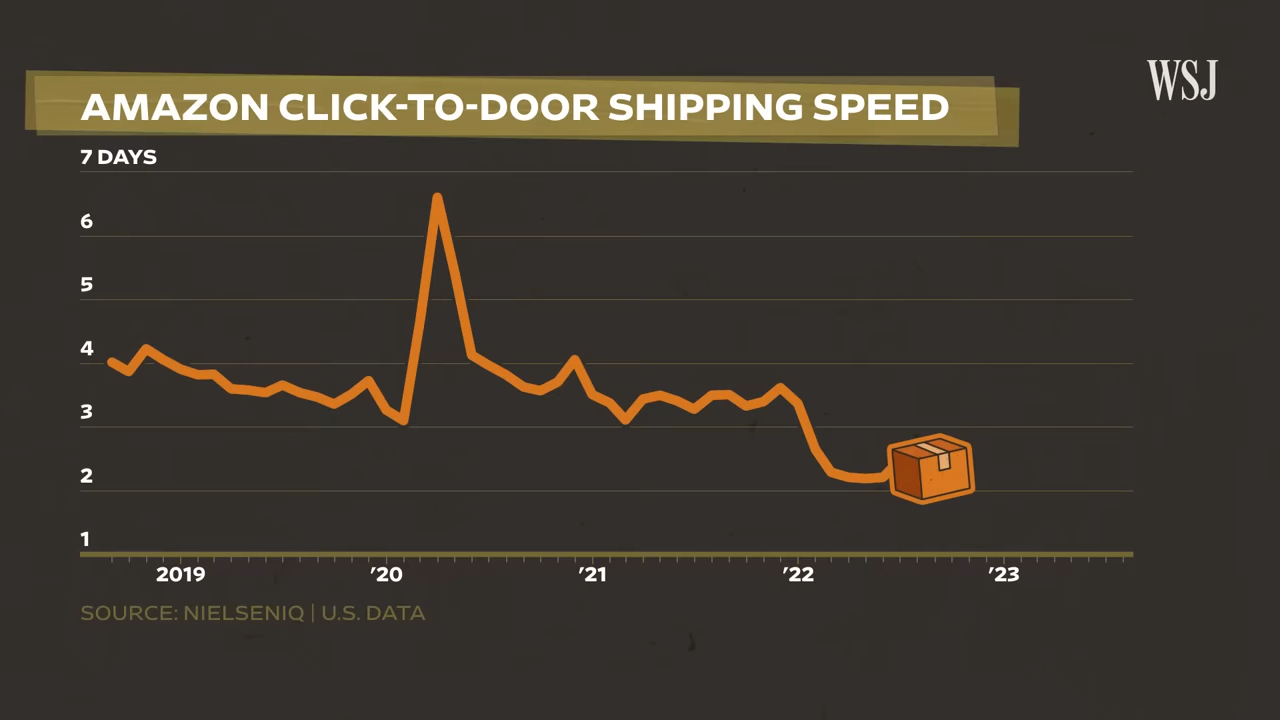 WSJ
AMAZON CLICK-TO-DOOR SHIPPING SPEED
7 DAYS
6
5
4
3
2
1
2019 ’20 ’21 ’22 ’23
SOURCE: NIELSENIQ | U.S. DATA